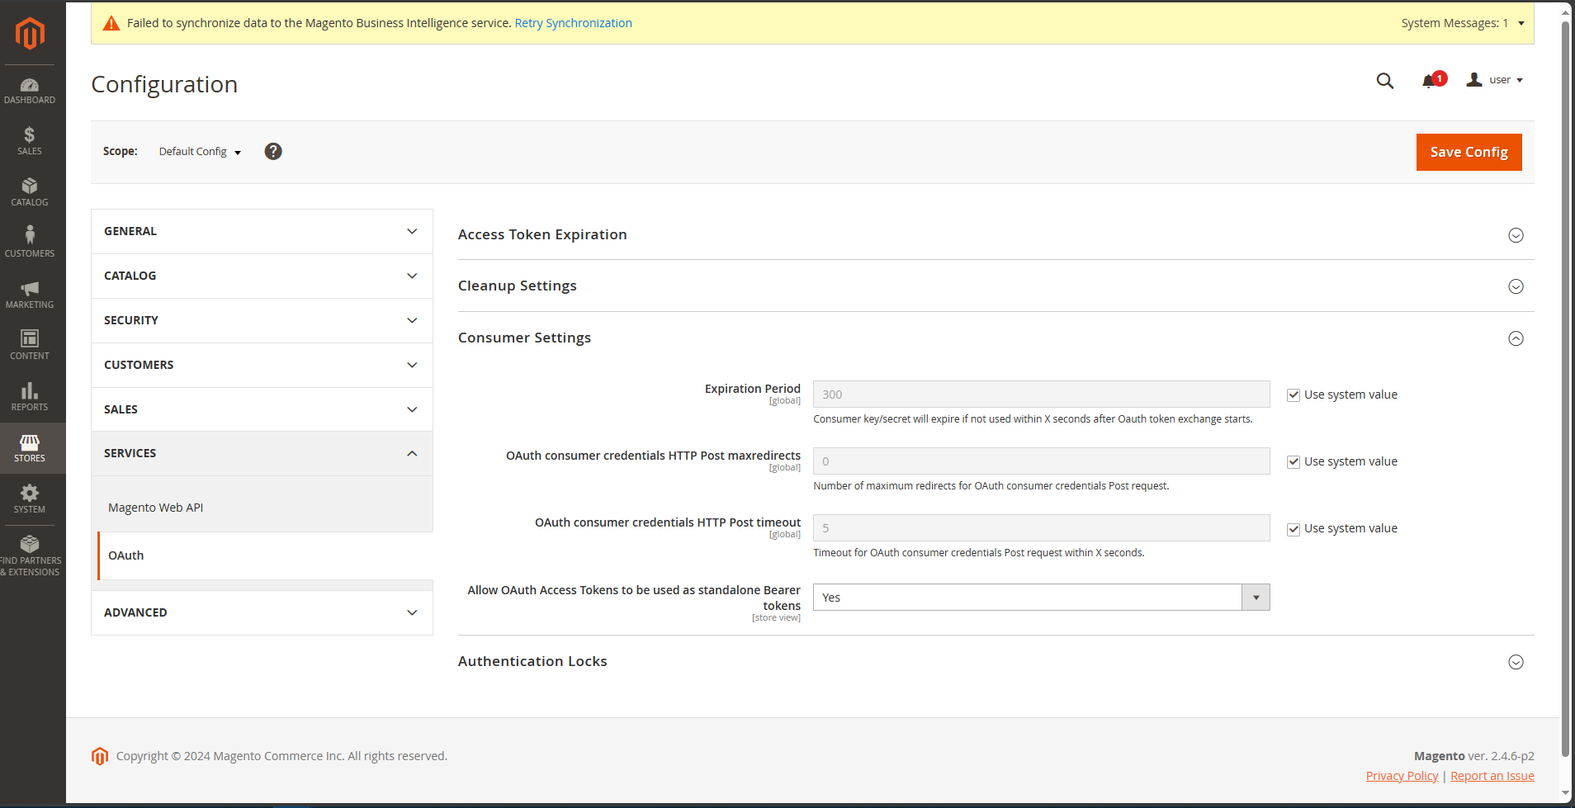 Failed to synchronize data to the Magento Business Intelligence service. Retry Synchronization
System Messages: 1
DASHBOARD
SALES
CATALOG
CUSTOMERS
MARKETING
CONTENT
REPORTS
STORES
SYSTEM
FIND PARTNERS
& EXTENSIONS
Configuration
1
user
Scope: Default Config ?
Save Config
GENERAL
CATALOG
SECURITY
CUSTOMERS
SALES
SERVICES
Magento Web API
OAuth
ADVANCED
Access Token Expiration
Cleanup Settings
Consumer Settings
Expiration Period
[global]
300
Use system value
Consumer key/secret will expire if not used within X seconds after Oauth token exchange starts.
OAuth consumer credentials HTTP Post maxredirects
[global]
0
Use system value
Number of maximum redirects for OAuth consumer credentials Post request.
OAuth consumer credentials HTTP Post timeout
[global]
5
Use system value
Timeout for OAuth consumer credentials Post request within X seconds.
Allow OAuth Access Tokens to be used as standalone Bearer
tokens
[store view]
Yes
Authentication Locks
Copyright © 2024 Magento Commerce Inc. All rights reserved.
Magento ver. 2.4.6-p2
Privacy Policy | Report an Issue